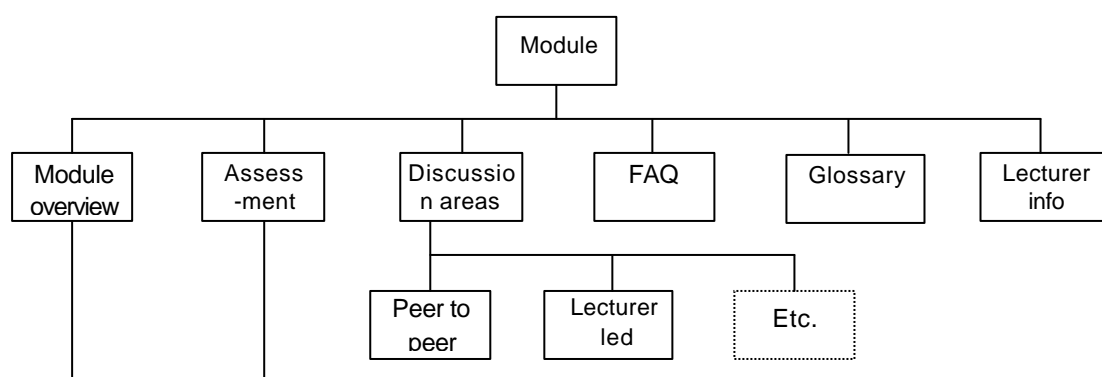 Module
Module
overview
Assess
-ment
Discussio
n areas
FAQ
Glossary
Lecturer
info
Peer to
peer
Lecturer
led
Etc.